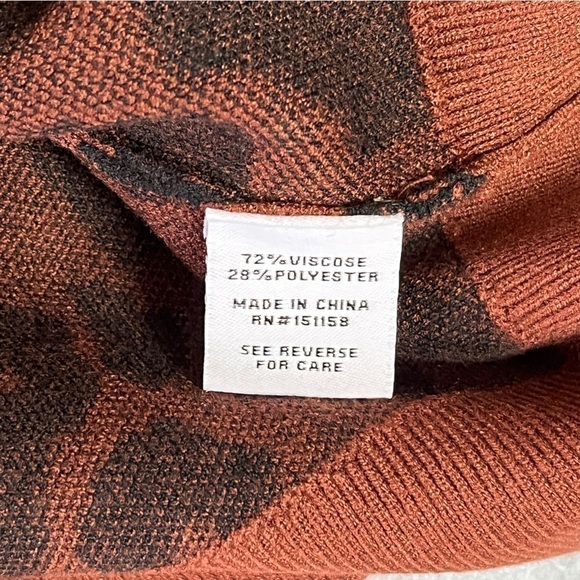 72%VISCOSE
28%POLYESTER
MADE IN CHINA
RN#151158
SEE REVERSE
FOR CARE